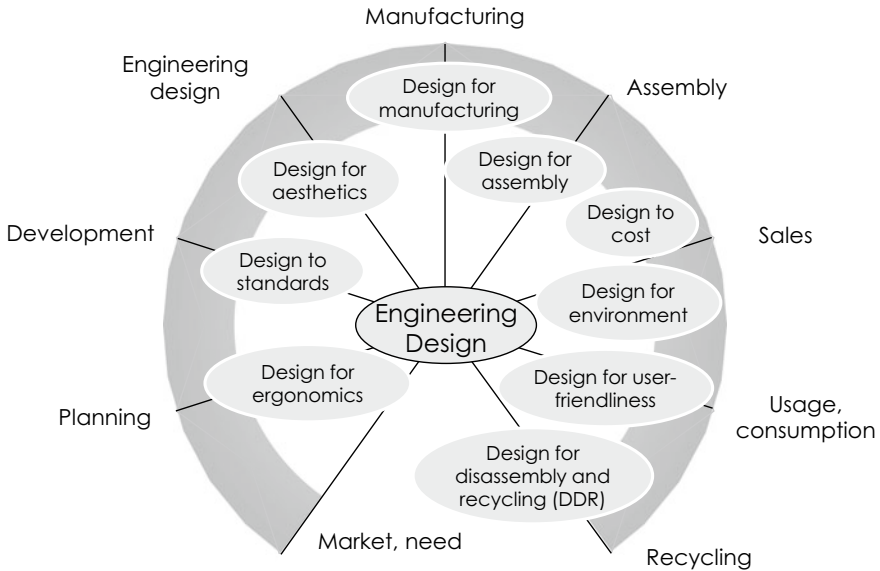 Manufacturing
Engineering
design
Design for
manufacturing
Assembly
Design for
aesthetics
Design for
assembly
Development
Design to
standards
Design to
cost
Sales
Engineering
Design
Design for
environment
Planning
Design for
ergonomics
Design for user-
friendliness
Usage,
consumption
Design for
disassembly and
recycling (DDR)
Market, need
Recycling